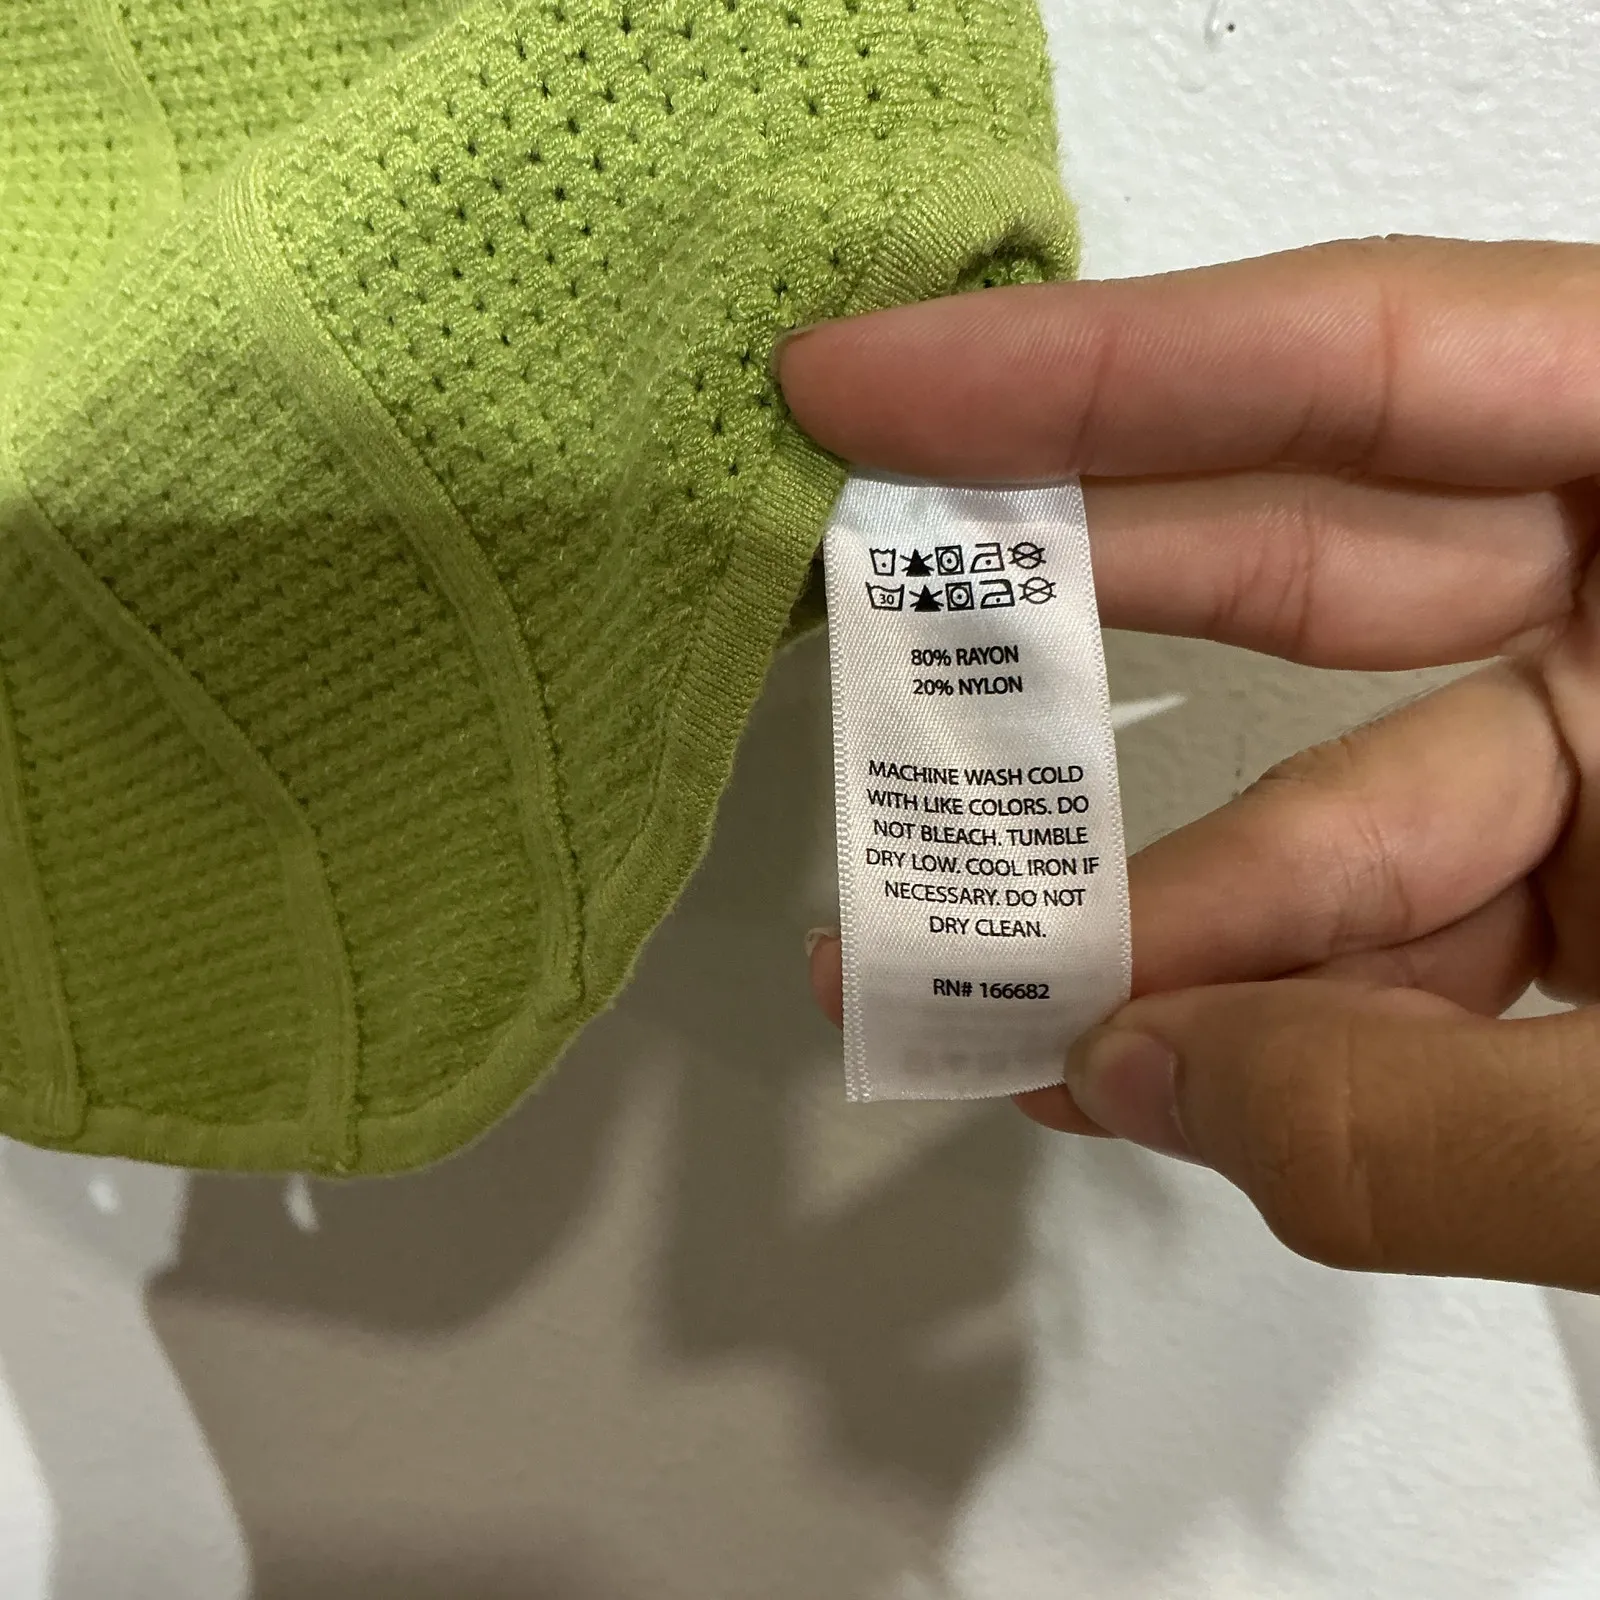 30
80% RAYON
20% NYLON
MACHINE WASH COLD
WITH LIKE COLORS. DO
NOT BLEACH. TUMBLE
DRY LOW. COOL IRON IF
NECESSARY. DO NOT
DRY CLEAN.
RN# 166682